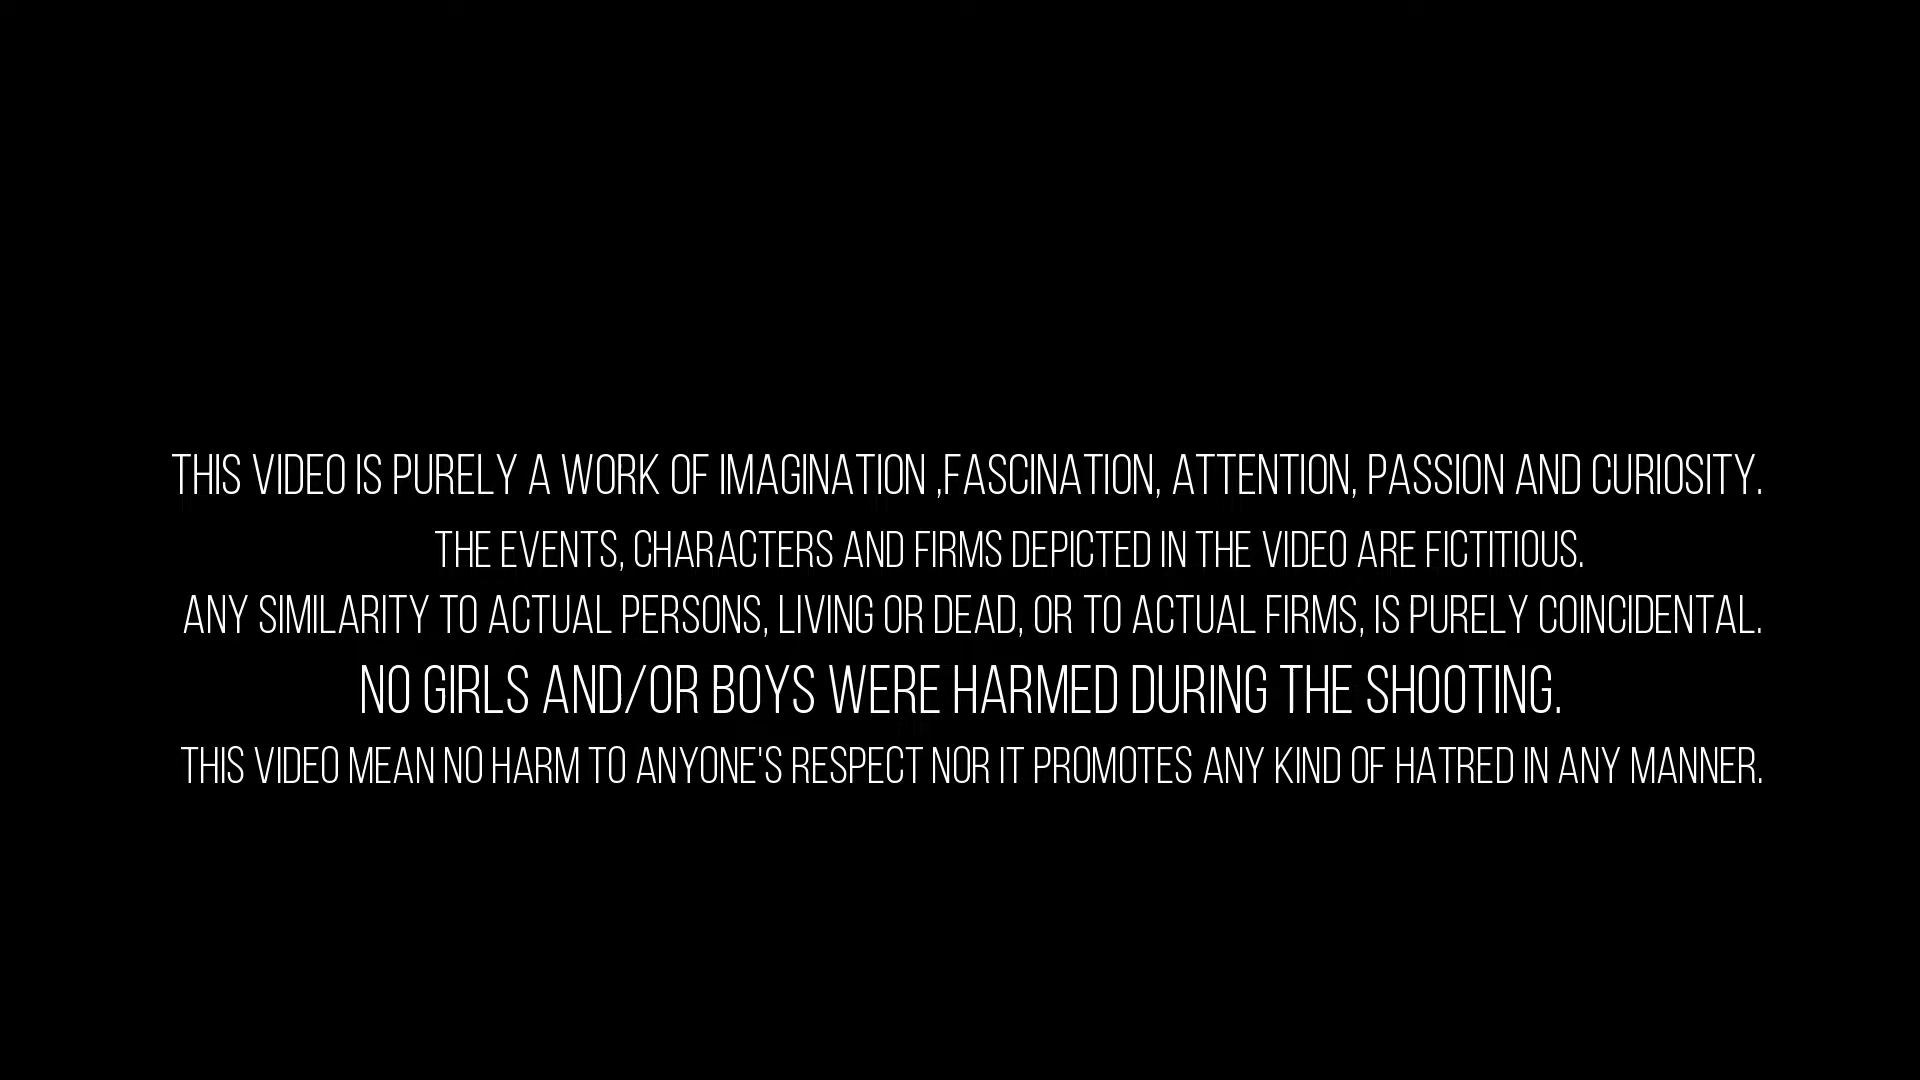 THIS VIDEO IS PURELY A WORK OF IMAGINATION ,FASCINATION, ATTENTION, PASSION AND CURIOSITY.
THE EVENTS, CHARACTERS AND FIRMS DEPICTED IN THE VIDEO ARE FICTITIOUS.
ANY SIMILARITY TO ACTUAL PERSONS, LIVING OR DEAD, OR TO ACTUAL FIRMS, IS PURELY COINCIDENTAL.
NO GIRLS AND/OR BOYS WERE HARMED DURING THE SHOOTING.
THIS VIDEO MEAN NO HARM TO ANYONE'S RESPECT NOR IT PROMOTES ANY KIND OF HATRED IN ANY MANNER.